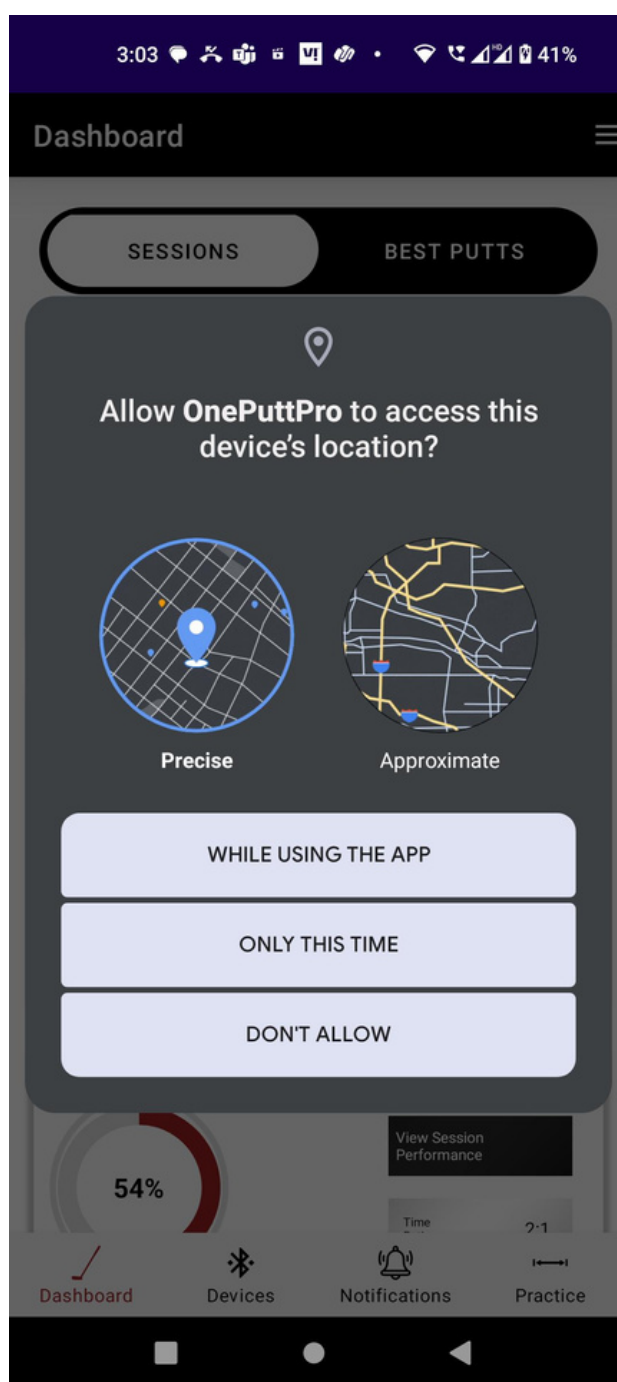 3:03 41%
Dashboard
SESSIONS BEST PUTTS
Allow OnePuttPro to access this
device's location?
Precise Approximate
WHILE USING THE APP
ONLY THIS TIME
DON'T ALLOW
View Session
Performance
54%
Time
2:1
Dashboard Devices Notifications Practice